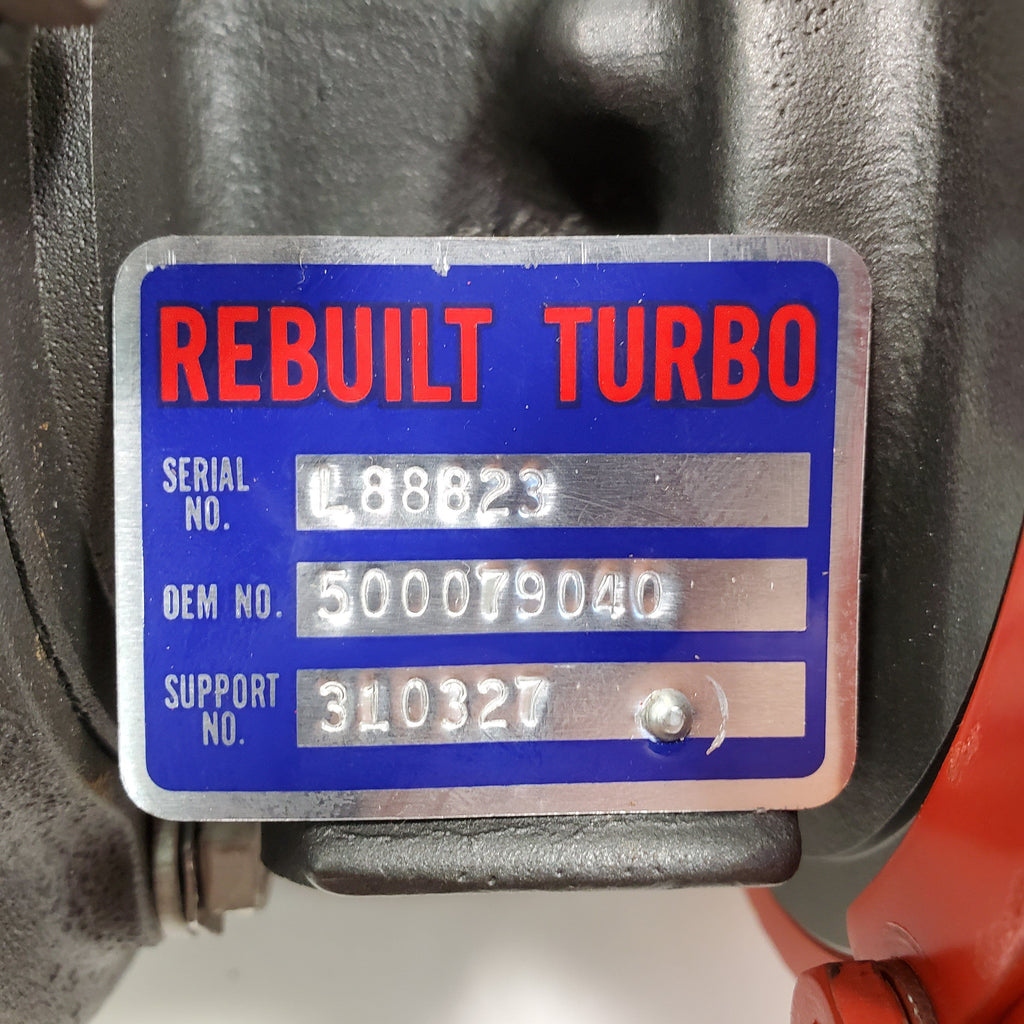 REBUILT TURBO
SERIAL NO. L88823
OEM NO. 500079040
SUPPORT NO. 310327